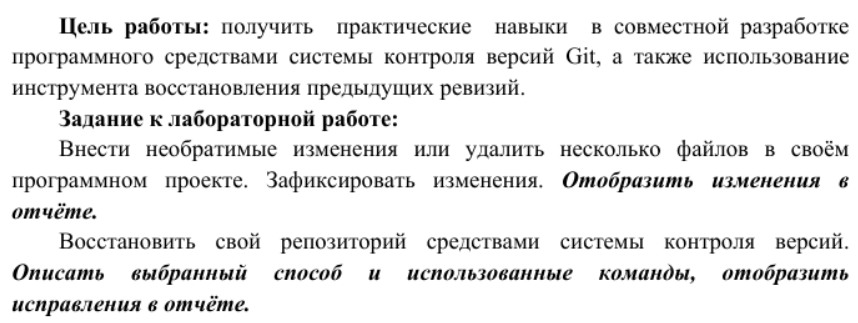 Цель работы: получить практические навыки в совместной разработке
программного средствами системы контроля версий Git, а также использование
инструмента восстановления предыдущих ревизий.
Задание к лабораторной работе:
Внести необратимые изменения или удалить несколько файлов в своём
программном проекте. Зафиксировать изменения. Отобразить изменения в
отчёте.
Восстановить свой репозиторий средствами системы контроля версий.
Описать выбранный способ и использованные команды, отобразить
исправления в отчёте.